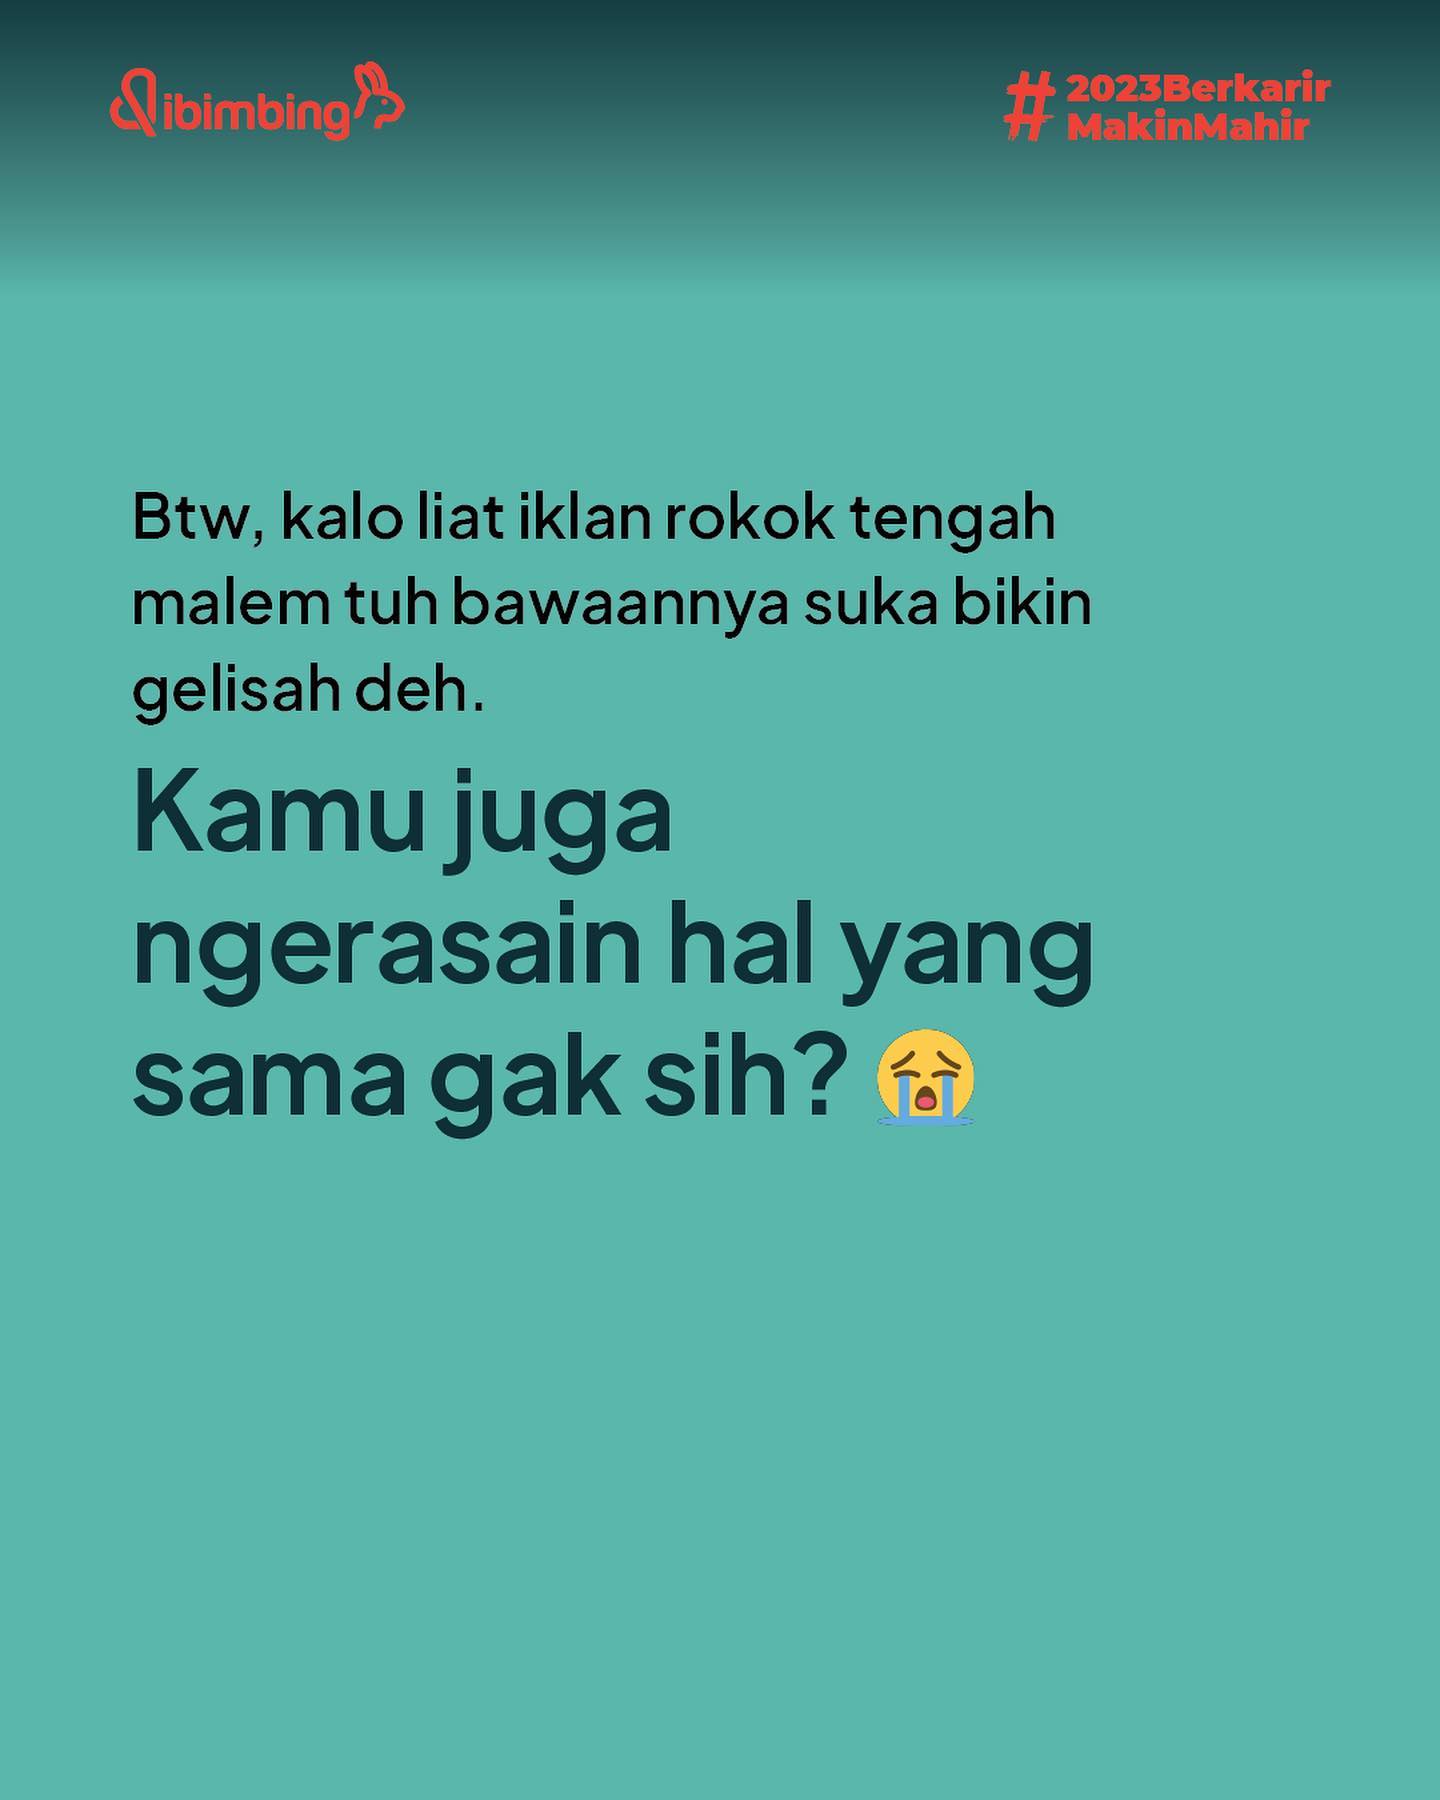 dibimbing
#2023Berkarir
MakinMahir
Btw, kalo liat iklan rokok tengah
malem tuh bawaannya suka bikin
gelisah deh.
Kamu juga
ngerasain hal yang
sama gak sih? 😭